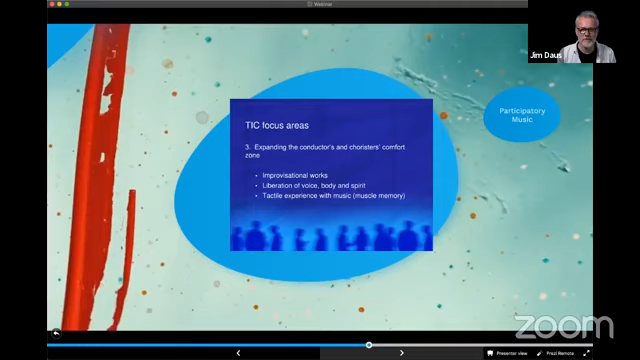 Webinar
Jim Daus
Participatory
Music
TIC focus areas
3. Expanding the conductor's and choristers' comfort
zone
• Improvisational works
• Liberation of voice, body and spirit
• Tactile experience with music (muscle memory)
zoom
Presenter view
Prezi Remote